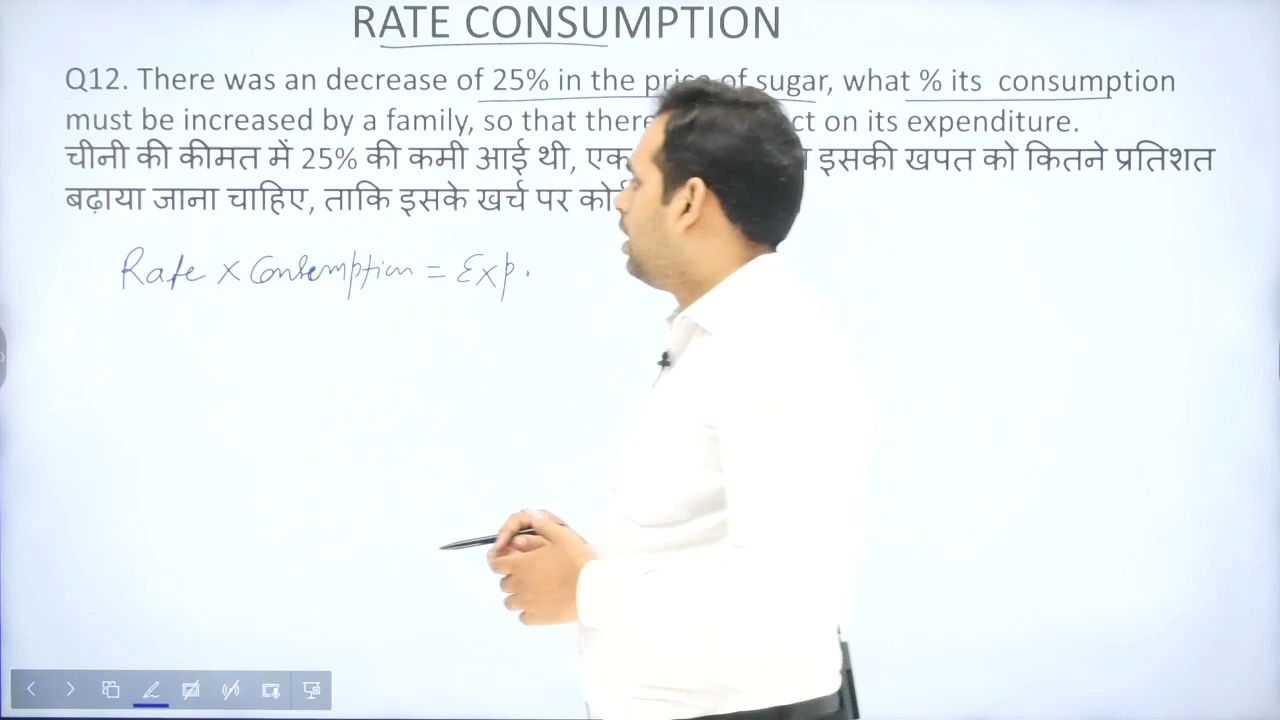 RATE CONSUMPTION
Q12. There was an decrease of 25% in the price of sugar, what % its consumption
must be increased by a family, so that there on its expenditure.
चीनी की कीमत में 25% की कमी आई थी, एक इसकी खपत को कितने प्रतिशत
बढ़ाया जाना चाहिए, ताकि इसके खर्च पर
Rate × Consemption = Exp.